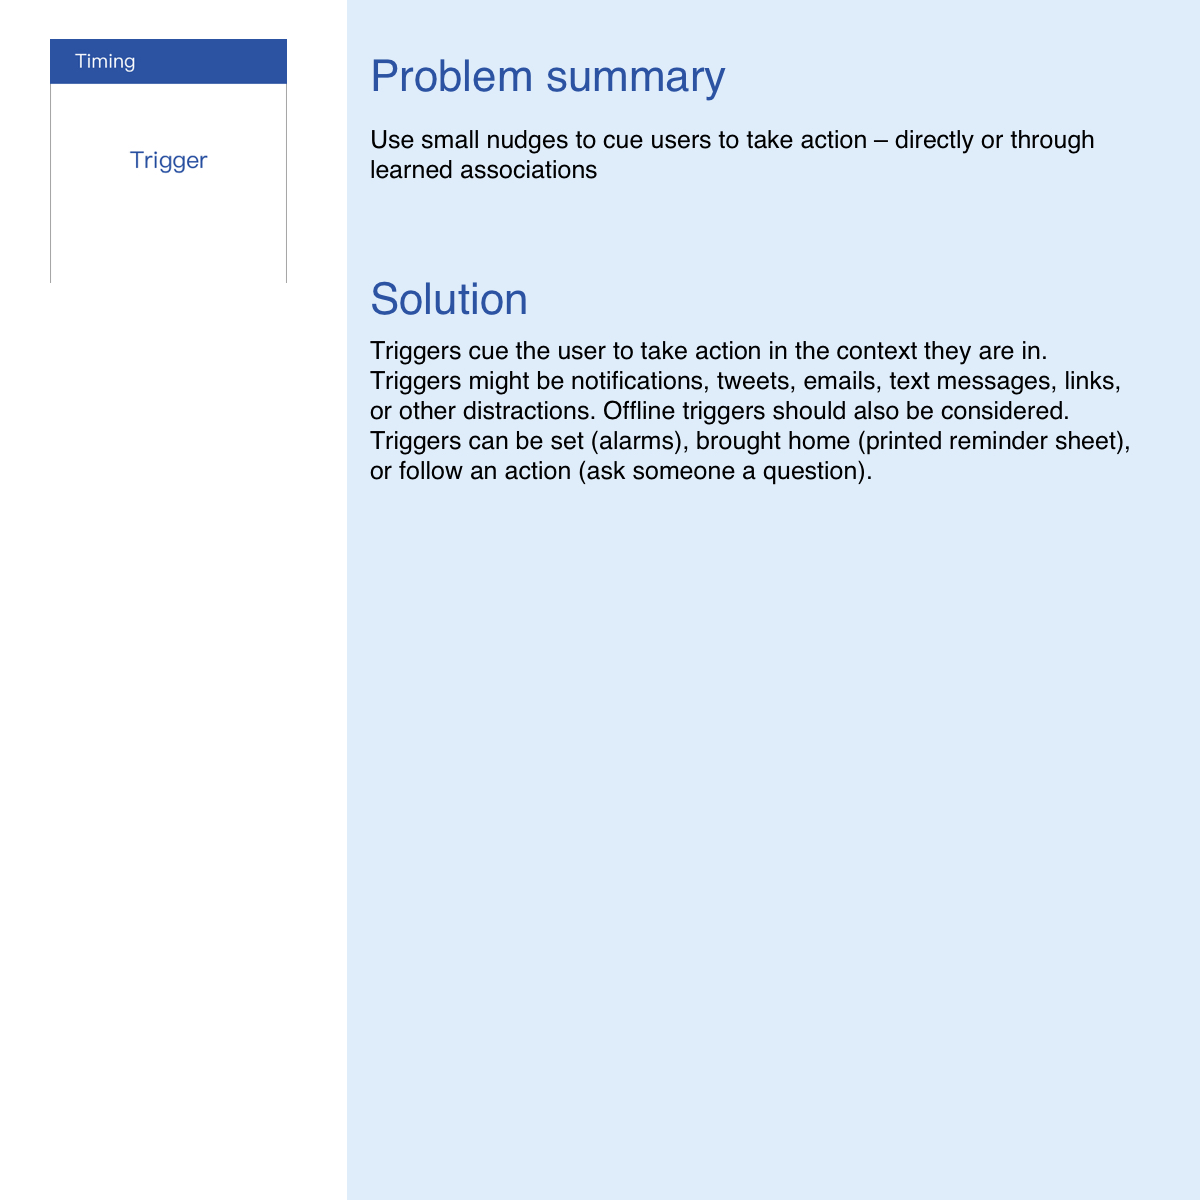 Timing
Trigger
Problem summary
Use small nudges to cue users to take action – directly or through
learned associations
Solution
Triggers cue the user to take action in the context they are in.
Triggers might be notifications, tweets, emails, text messages, links,
or other distractions. Offline triggers should also be considered.
Triggers can be set (alarms), brought home (printed reminder sheet),
or follow an action (ask someone a question).